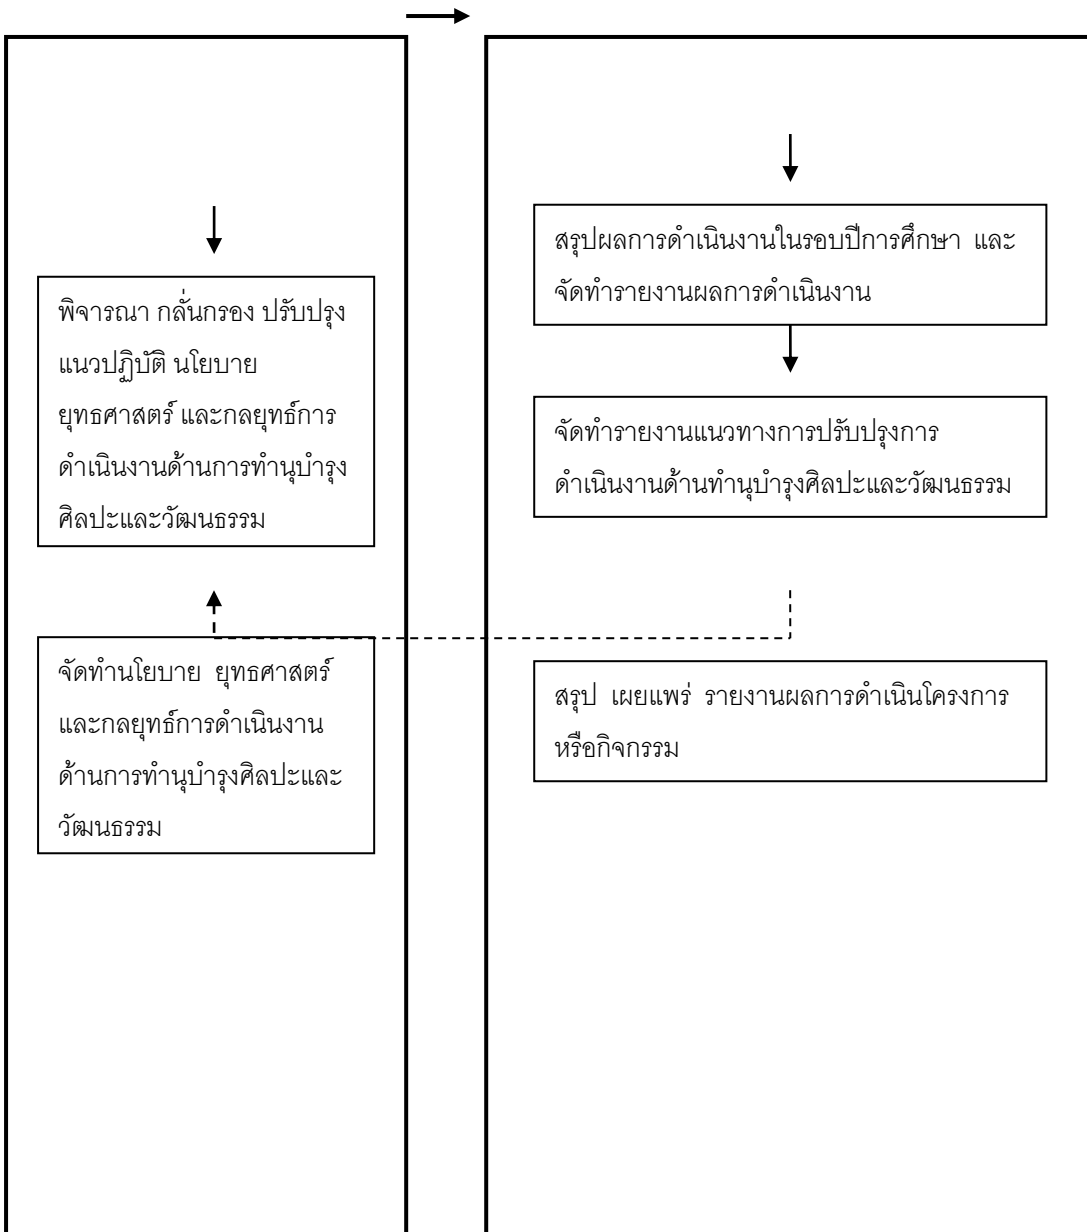 พิจารณา กลั่นกรอง ปรับปรุง
แนวปฏิบัติ นโยบาย
ยุทธศาสตร์ และกลยุทธ์การ
ดำเนินงานด้านการทำนุบำรุง
ศิลปะและวัฒนธรรม
จัดทำนโยบาย ยุทธศาสตร์
และกลยุทธ์การดำเนินงาน
ด้านการทำนุบำรุงศิลปะและ
วัฒนธรรม
สรุปผลการดำเนินงานในรอบปีการศึกษา และ
จัดทำรายงานผลการดำเนินงาน
จัดทำรายงานแนวทางการปรับปรุงการ
ดำเนินงานด้านทำนุบำรุงศิลปะและวัฒนธรรม
สรุป เผยแพร่ รายงานผลการดำเนินโครงการ
หรือกิจกรรม